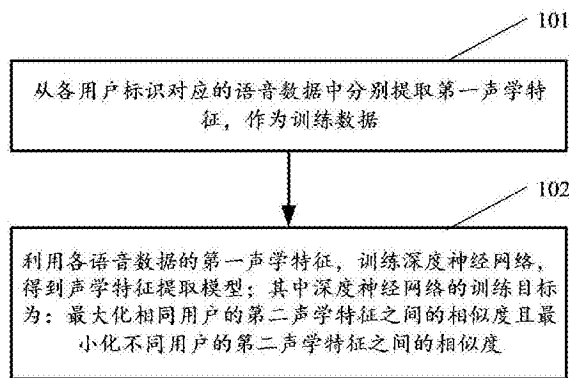 101
从各用户标识对应的语音数据中分别提取第一声学特
征，作为训练数据
102
利用各语音数据的第一声学特征，训练深度神经网络，
得到声学特征提取模型；其中深度神经网络的训练目标
为：最大化相同用户的第二声学特征之间的相似度且最
小化不同用户的第二声学特征之间的相似度